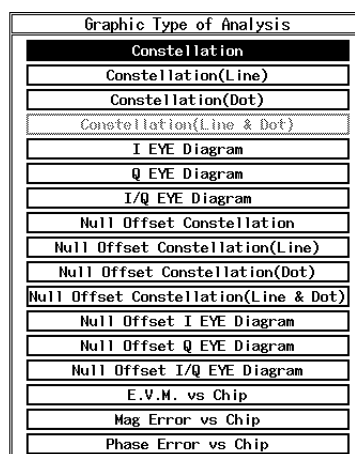 Graphic Type of Analysis
Constellation
Constellation(Line)
Constellation(Dot)
Constellation(Line & Dot)
I EYE Diagram
Q EYE Diagram
I/Q EYE Diagram
Null Offset Constellation
Null Offset Constellation(Line)
Null Offset Constellation(Dot)
Null Offset Constellation(Line & Dot)
Null Offset I EYE Diagram
Null Offset Q EYE Diagram
Null Offset I/Q EYE Diagram
E.V.M. vs Chip
Mag Error vs Chip
Phase Error vs Chip